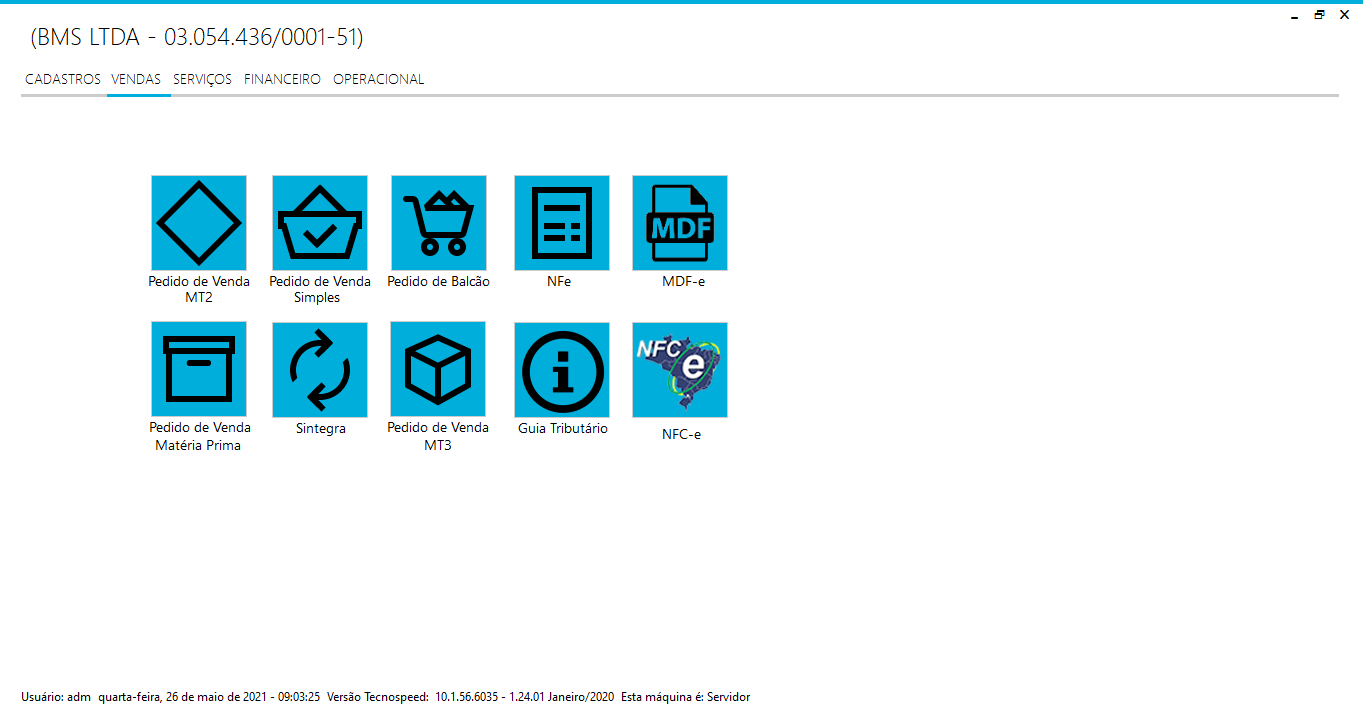 (BMS LTDA - 03.054.436/0001-51)
CADASTROS VENDAS SERVIÇOS FINANCEIRO OPERACIONAL
MDF
Pedido de Venda MT2
Pedido de Venda Simples
Pedido de Balcão
NFe
MDF-e
NFC e
Pedido de Venda Matéria Prima
Sintegra
Pedido de Venda MT3
Guia Tributário
NFC-e
Usuário: adm quarta-feira, 26 de maio de 2021 - 09:03:25 Versão Tecnospeed: 10.1.56.6035 - 1.24.01 Janeiro/2020 Esta máquina é: Servidor